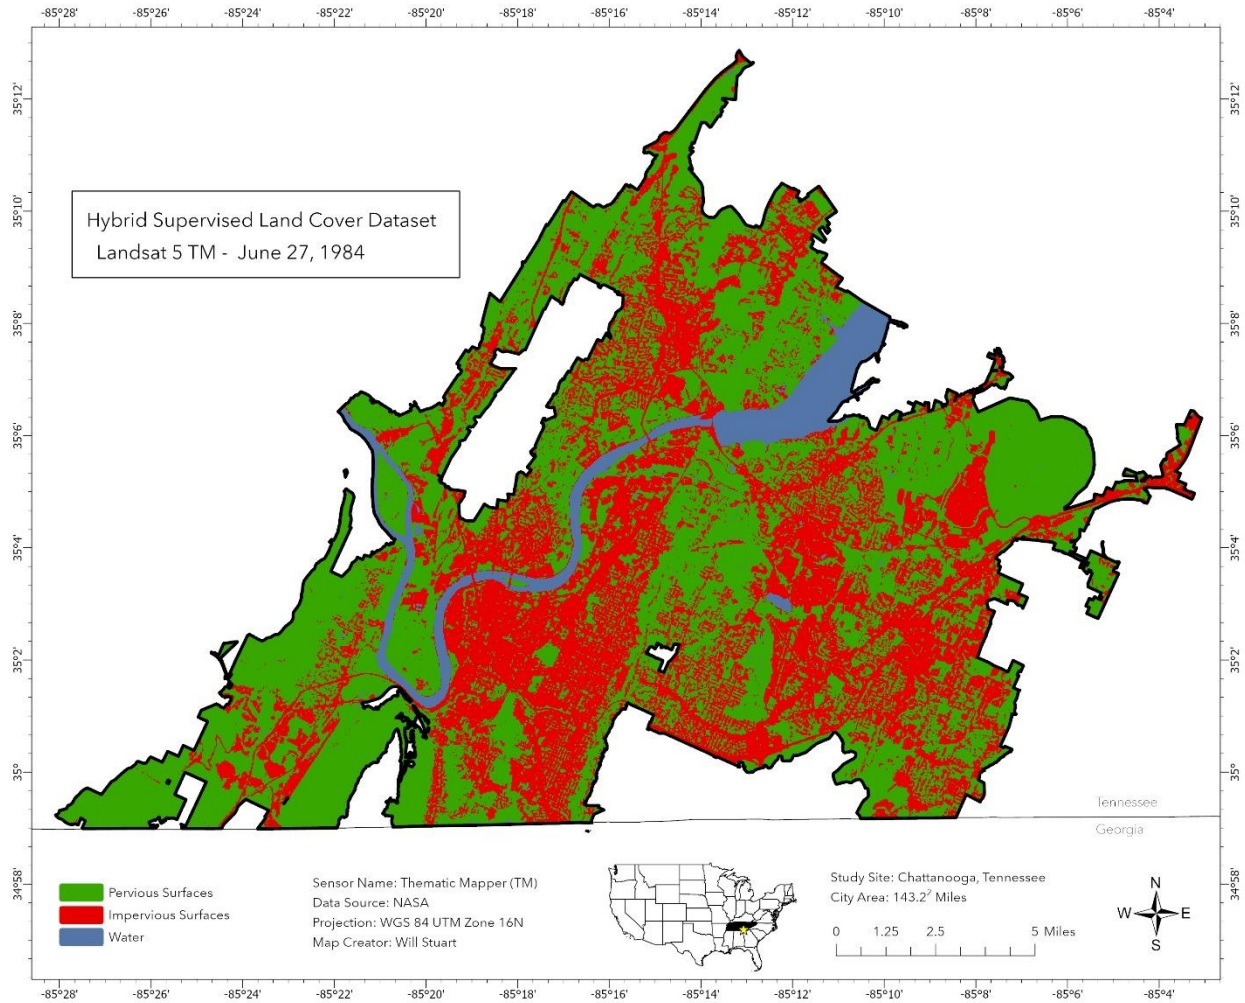 -85°28' -85°26' -85°24' -85°22' -85°20' -85°18' -85°16' -85°14' -85°12' -85°10' -85°8' -85°6' -85°4'
35°12' 35°12'
35°10' 35°10'
Hybrid Supervised Land Cover Dataset
Landsat 5 TM - June 27, 1984
35°8' 35°8'
35°6' 35°6'
35°4' 35°4'
35°2' 35°2'
35° 35°
Tennessee
Georgia
34°58' 34°58'
Pervious Surfaces
Impervious Surfaces
Water
Sensor Name: Thematic Mapper (TM)
Data Source: NASA
Projection: WGS 84 UTM Zone 16N
Map Creator: Will Stuart
Study Site: Chattanooga, Tennessee
City Area: 143.2² Miles
0 1.25 2.5 5 Miles
N
W E
S
-85°28' -85°26' -85°24' -85°22' -85°20' -85°18' -85°16' -85°14' -85°12' -85°10' -85°8' -85°6' -85°4'